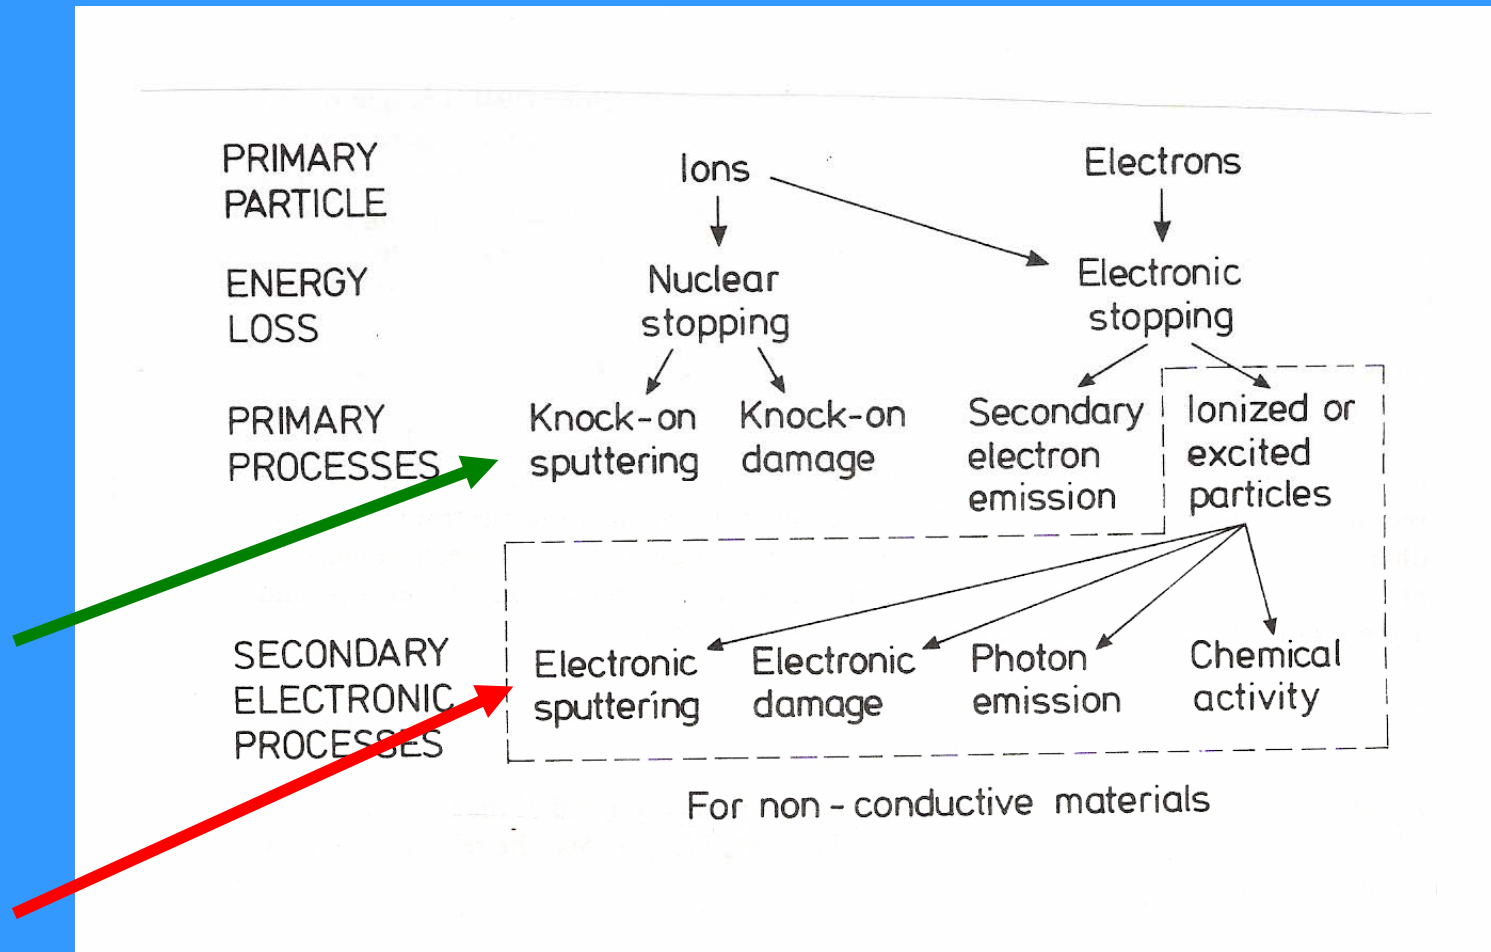 PRIMARY
PARTICLE
Ions
Electrons
ENERGY
LOSS
Nuclear
stopping
Electronic
stopping
PRIMARY
PROCESSES
Knock-on
sputtering
Knock-on
damage
Secondary
electron
emission
Ionized or
excited
particles
SECONDARY
ELECTRONIC
PROCESSES
Electronic
sputtering
Electronic
damage
Photon
emission
Chemical
activity
For non-conductive materials